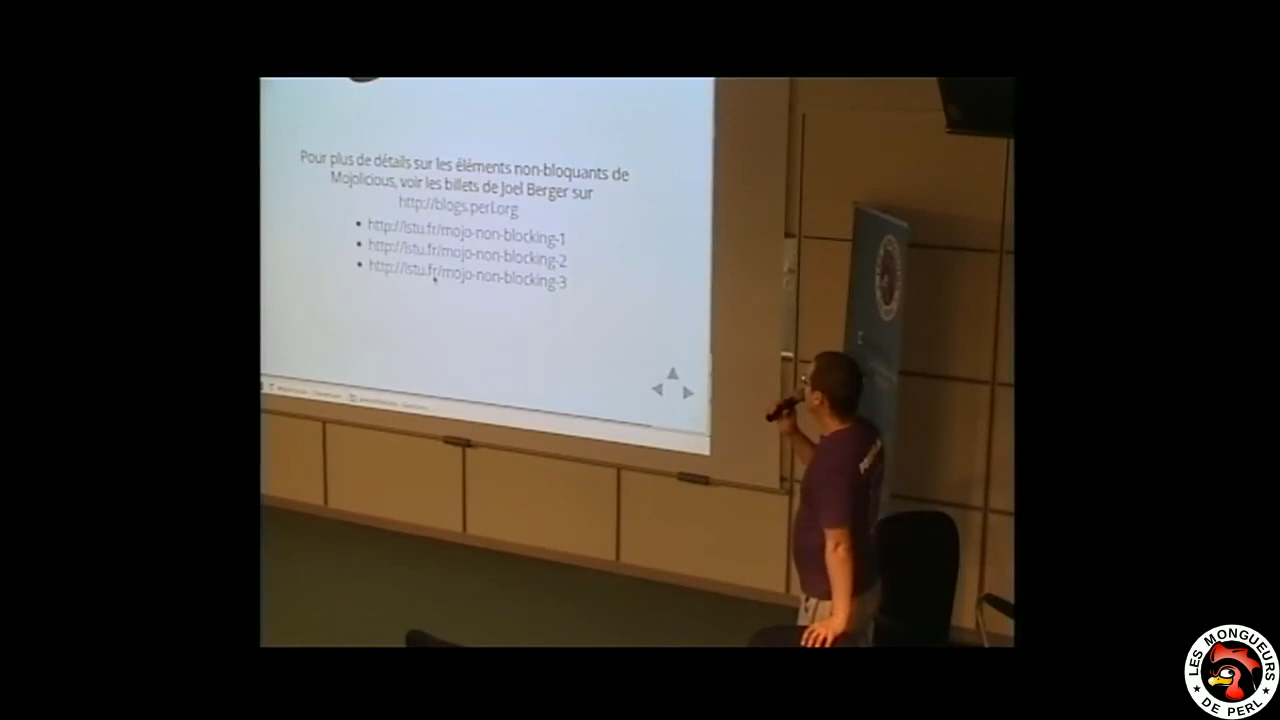 Pour plus de détails sur les éléments non-bloquants de
Mojolicious, voir les billets de Joel Berger sur
http://blogs.perl.org
• http://lstu.fr/mojo-non-blocking-1
• http://lstu.fr/mojo-non-blocking-2
• http://lstu.fr/mojo-non-blocking-3
LES MONGUEURS
★ DE PERL ★